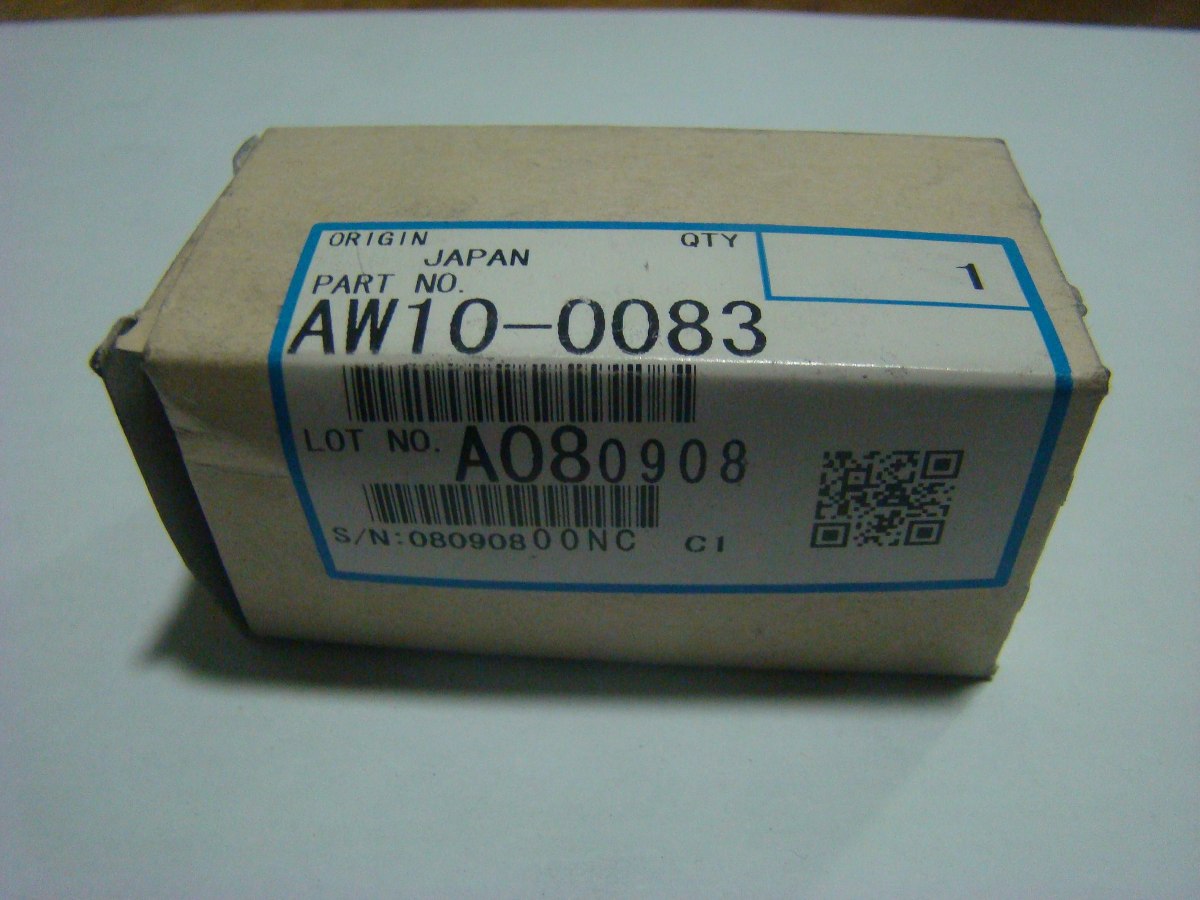 ORIGIN QTY
JAPAN 1
PART NO.
AW10-0083
LOT NO. A080908
S/N:08090800NC C1